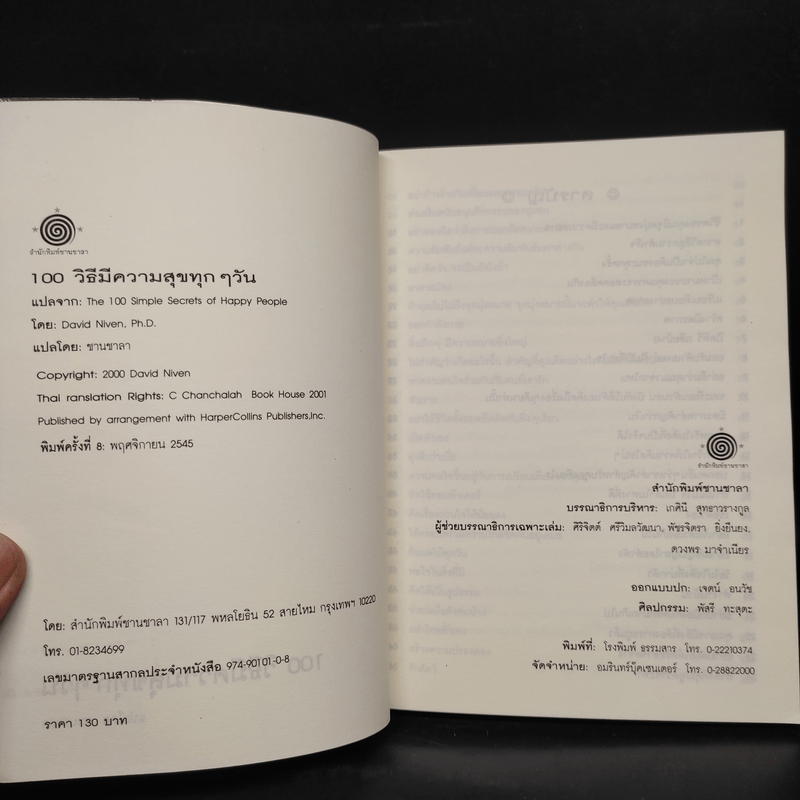 สำนักพิมพ์ชานชาลา
100 วิธีมีความสุขทุก ๆ วัน
แปลจาก: The 100 Simple Secrets of Happy People
โดย: David Niven, Ph.D.
แปลโดย: ชานชาลา
Copyright: 2000 David Niven
Thai ranslation Rights: C Chanchalah Book House 2001
Published by arrangement with HarperCollins Publishers,Inc.
พิมพ์ครั้งที่ 8: พฤศจิกายน 2545
โดย: สำนักพิมพ์ชานชาลา 131/117 พหลโยธิน 52 สายไหม กรุงเทพฯ 10220
โทร. 01-8234699
เลขมาตรฐานสากลประจำหนังสือ 974-90101-0-8
ราคา 130 บาท
สำนักพิมพ์ชานชาลา
สำนักพิมพ์ชานชาลา
บรรณาธิการบริหาร: เกศินี สุทธาวรางกูล
ผู้ช่วยบรรณาธิการเฉพาะเล่ม: ศิริจิตต์ ศรีวิมลวัฒนา, พัชรจิตรา ยิ่งยืนยง,
ดวงพร มาจำเนียร
ออกแบบปก: เจตน์ อนวัช
ศิลปกรรม: พัสรี ทะสุตะ
พิมพ์ที่: โรงพิมพ์ ธรรมสาร โทร. 0-22210374
จัดจำหน่าย: อมรินทร์บุ๊คเซนเตอร์ โทร. 0-28822000